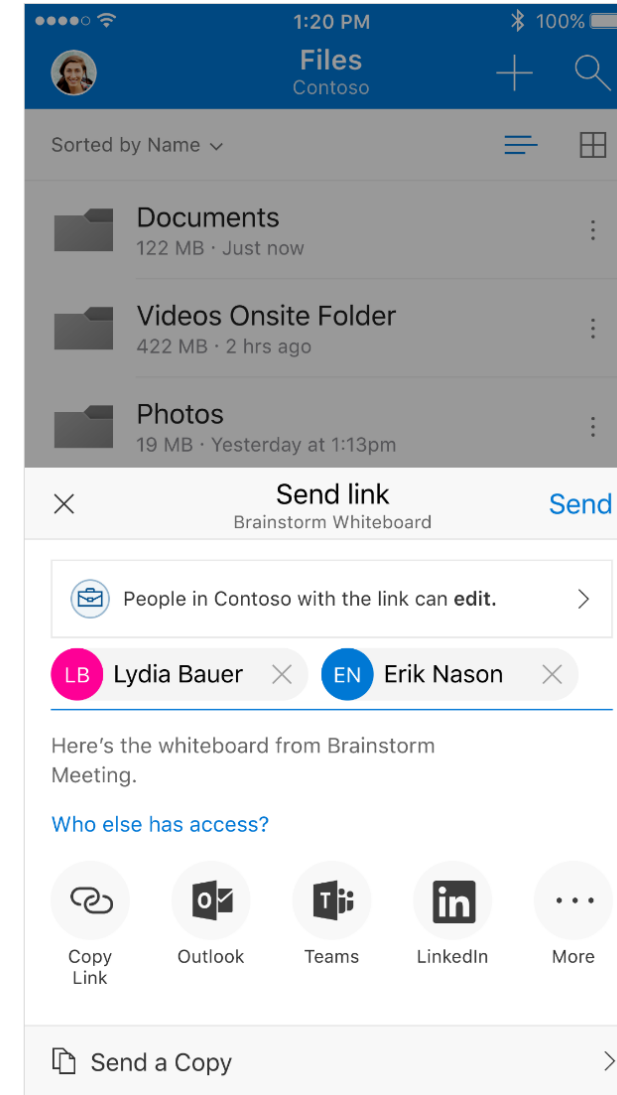 1:20 PM
100%
Files
Contoso
Sorted by Name
Documents
122 MB · Just now
Videos Onsite Folder
422 MB · 2 hrs ago
Photos
19 MB · Yesterday at 1:13pm
Send link
Send
Brainstorm Whiteboard
People in Contoso with the link can edit.
LB Lydia Bauer
EN Erik Nason
Here's the whiteboard from Brainstorm
Meeting.
Who else has access?
Copy
Link
Outlook
Teams
in
LinkedIn
More
Send a Copy